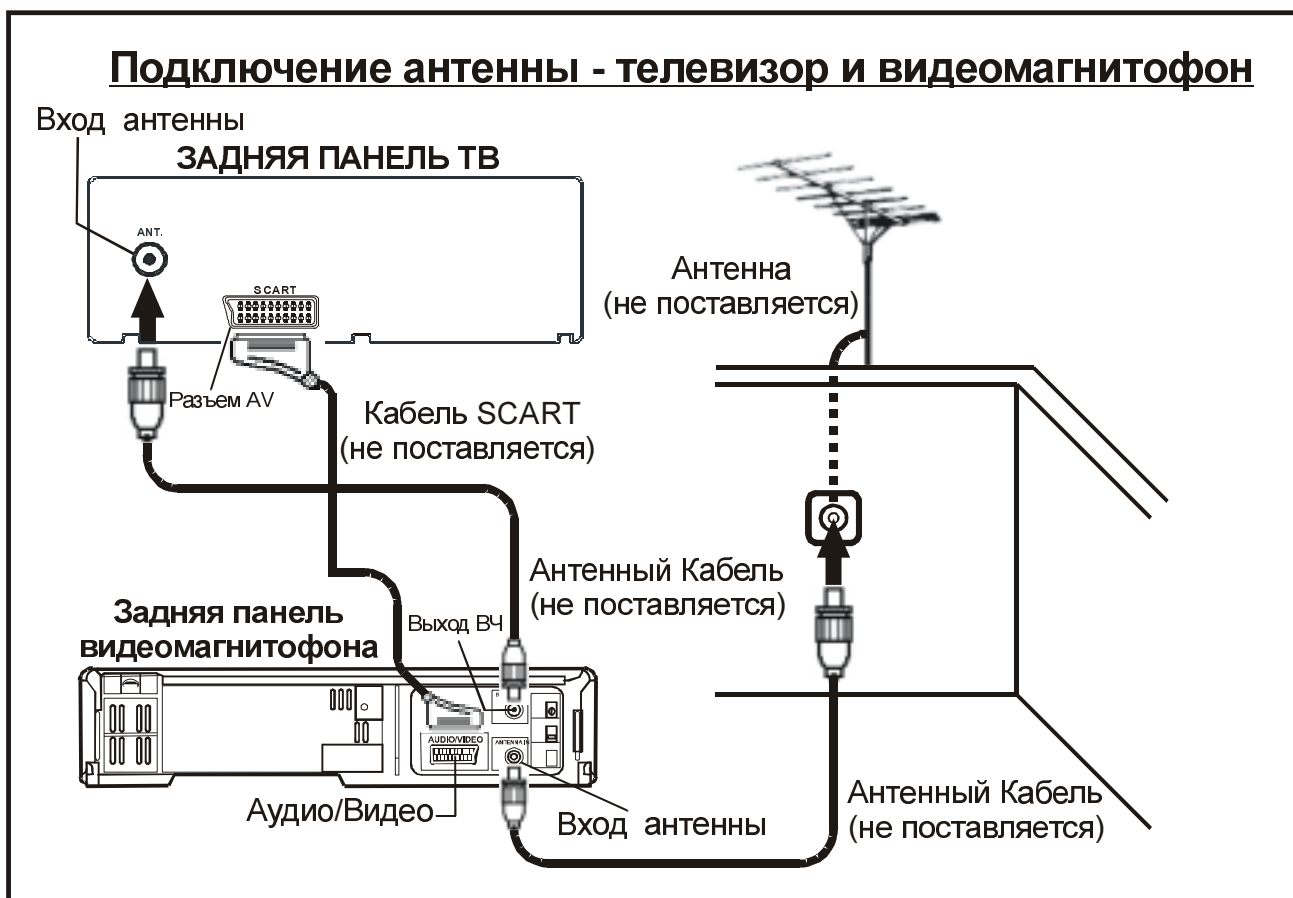 Подключение антенны - телевизор и видеомагнитофон
Вход антенны
ЗАДНЯЯ ПАНЕЛЬ ТВ
ANT.
SCART
Разъем AV
Антенна
(не поставляется)
Кабель SCART
(не поставляется)
Антенный Кабель
(не поставляется)
Задняя панель
видеомагнитофона
Выход ВЧ
AUDIO/VIDEO
ANTENNA IN
Аудио/Видео
Вход антенны
Антенный Кабель
(не поставляется)